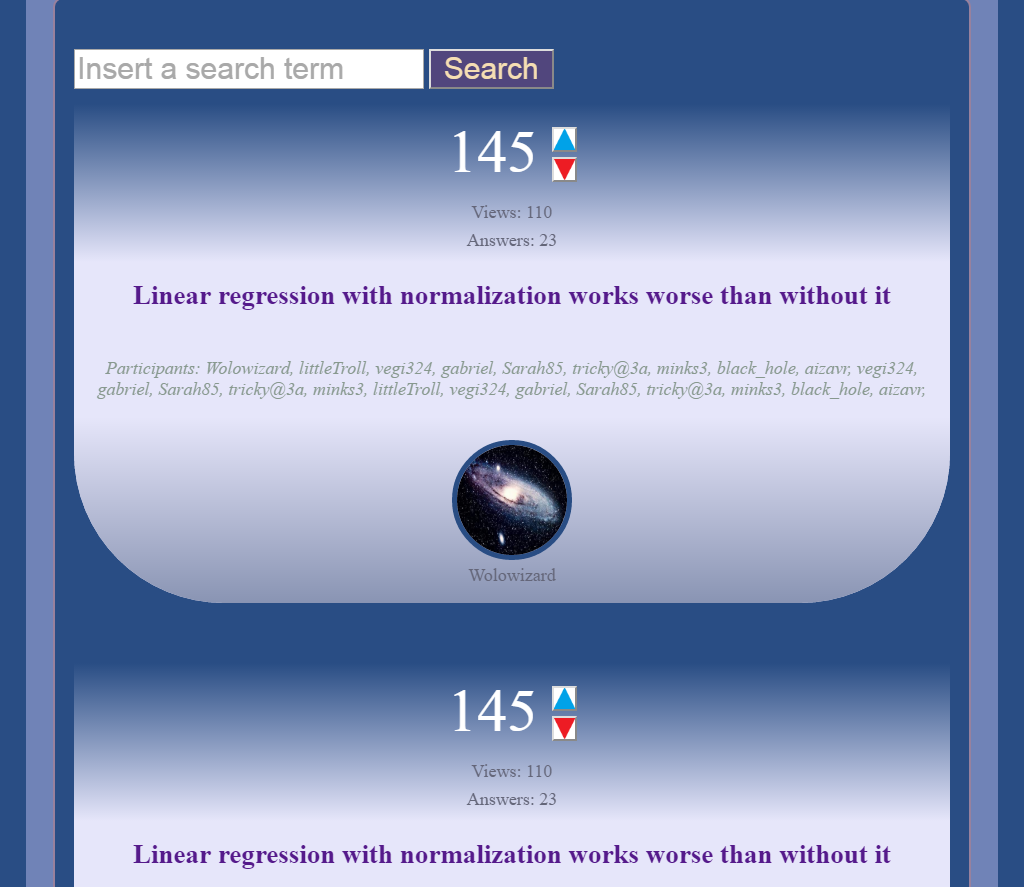 Insert a search term Search
145
Views: 110
Answers: 23
Linear regression with normalization works worse than without it
Participants: Wolowizard, littleTroll, vegi324, gabriel, Sarah85, tricky@3a, minks3, black_hole, aizavr, vegi324,
gabriel, Sarah85, tricky@3a, minks3, littleTroll, vegi324, gabriel, Sarah85, tricky@3a, minks3, black_hole, aizavr,
Wolowizard
145
Views: 110
Answers: 23
Linear regression with normalization works worse than without it